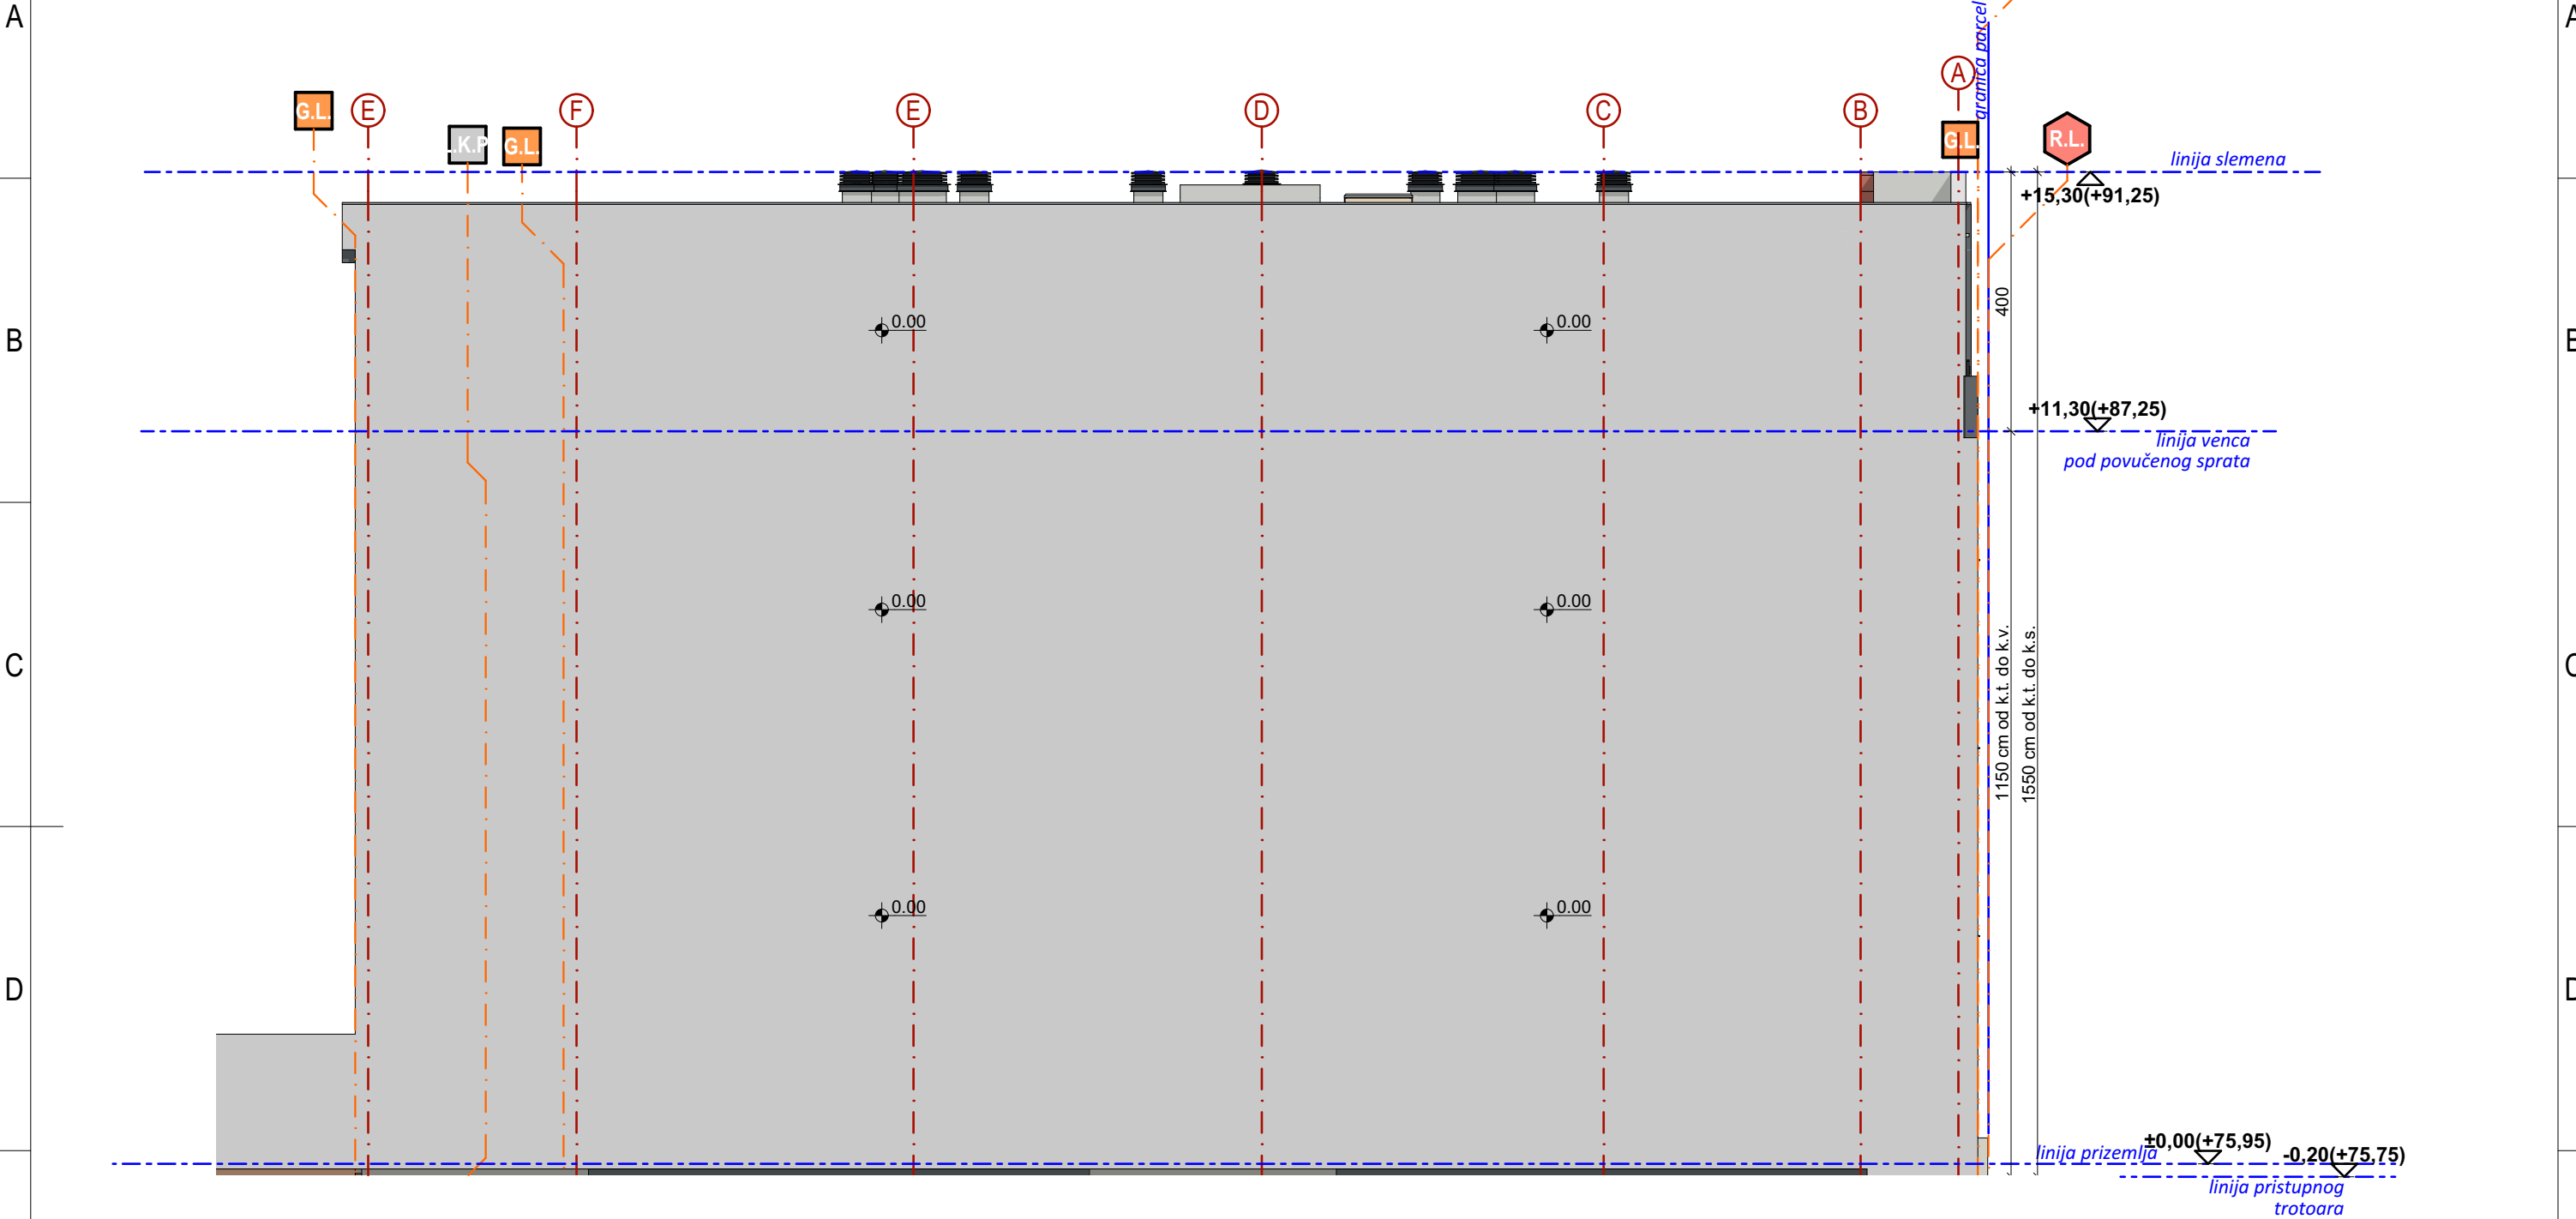 A
A
granica parcel
A
G.L.
E
F
E
D
C
B
.K.P
G.L.
G.L.
R.L.
linija slemena
+15,30(+91,25)
400
0.00
0.00
B
+11,30(+87,25)
linija venca
pod povučenog sprata
0.00
0.00
C
C
1150 cm od k.t. do k.v.
1550 cm od k.t. do k.s.
0.00
0.00
D
D
±0,00(+75,95)
linija prizemlja
-0,20(+75,75)
linija pristupnog
trotoara